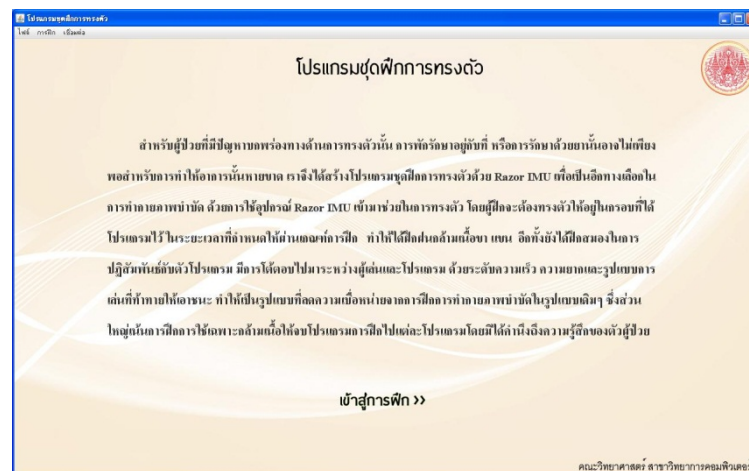 โปรแกรมชุดฝึกการทรงตัว
ไฟล์ การฝึก เชื่อมต่อ
โปรแกรมชุดฝึกการทรงตัว
สำหรับผู้ป่วยที่มีปัญหาบกพร่องทางด้านการทรงตัวนั้น การพักรักษาอยู่กับที่ หรือการรักษาด้วยยานั้นอาจไม่เพียง
พอสำหรับการทำให้อาการนั้นหายขาด เราจึงได้สร้างโปรแกรมชุดฝึกการทรงตัวด้วย Razor IMU เพื่อเป็นอีกทางเลือกใน
การทำกายภาพบำบัด ด้วยการใช้อุปกรณ์ Razor IMU เข้ามาช่วยในการทรงตัว โดยผู้ฝึกจะต้องทรงตัวให้อยู่ในกรอบที่ได้
โปรแกรมไว้ ในระยะเวลาที่กำหนดให้ผ่านเกณฑ์การฝึก ทำให้ได้ฝึกฝนกล้ามเนื้อขา แขน อีกทั้งยังได้ฝึกสมองในการ
ปฏิสัมพันธ์กับตัวโปรแกรม มีการโต้ตอบไปมาระหว่างผู้เล่นและโปรแกรม ด้วยระดับความเร็ว ความยากและรูปแบบการ
เล่นที่ท้าทายให้เอาชนะ ทำให้เป็นรูปแบบที่ลดความเบื่อหน่ายจากการฝึกการทำกายภาพบำบัดในรูปแบบเดิมๆ ซึ่งส่วน
ใหญ่เน้นการฝึกการใช้เฉพาะกล้ามเนื้อให้จบโปรแกรมการฝึกไปแต่ละโปรแกรมโดยมิได้คำนึงถึงความรู้สึกของตัวผู้ป่วย
เข้าสู่การฝึก >>
คณะวิทยาศาสตร์ สาขาวิทยาการคอมพิวเตอร์